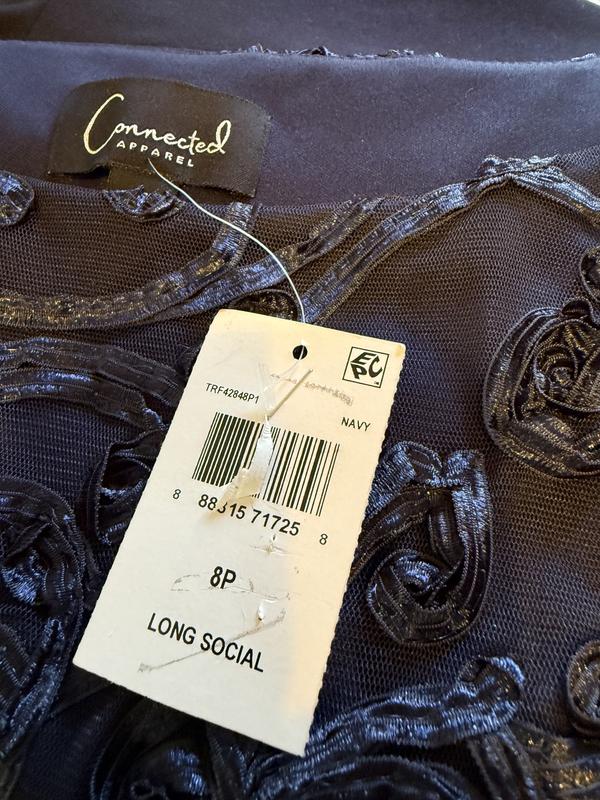 Connected
APPAREL
EPC
TRF42848P1
NAVY
8 88315 71725 8
8P
LONG SOCIAL